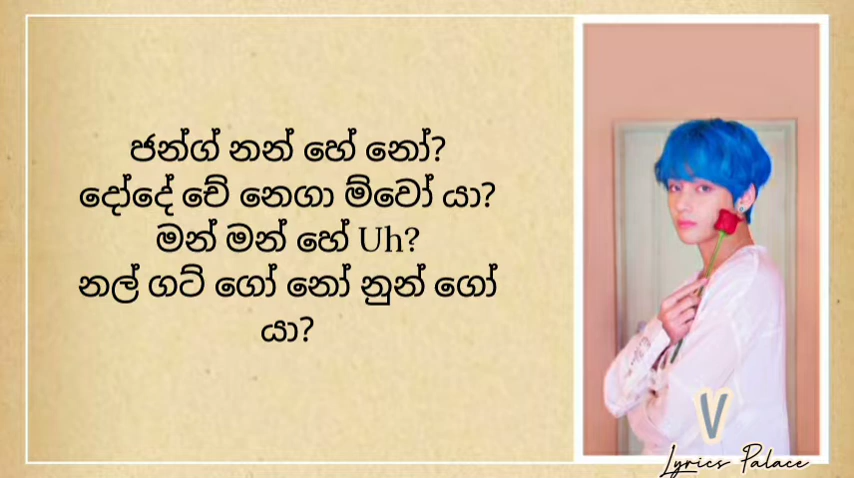 ජන්ග් නන් හේ නෝ?
දෝදේ චේ නෙගා ම්වෝ යා?
මන් මන් හේ Uh?
නල් ගට් ගෝ නෝ නුන් ගෝ
යා?
V
Lyrics Palace